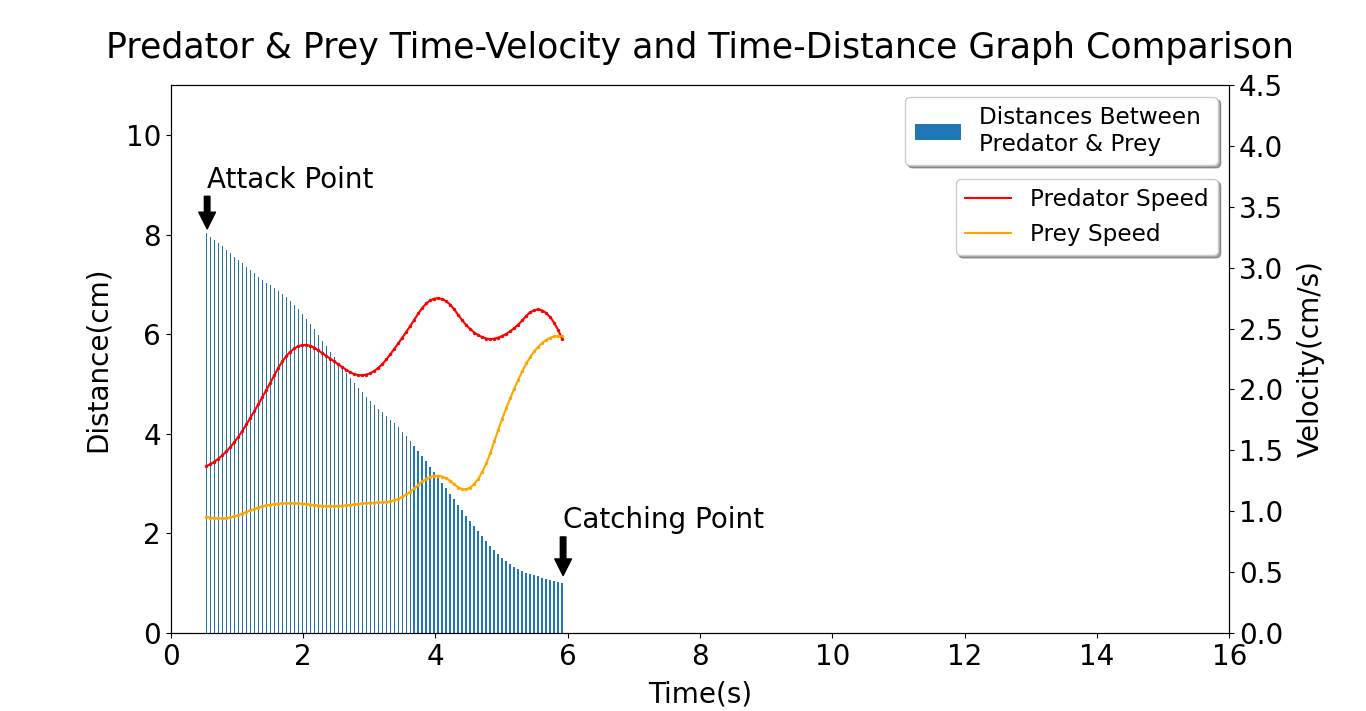 Predator & Prey Time-Velocity and Time-Distance Graph Comparison
Distances Between
Predator & Prey
Predator Speed
Prey Speed
Attack Point
Catching Point
Distance(cm)
10
8
6
4
2
0
4.5
4.0
3.5
3.0
2.5
2.0
1.5
1.0
0.5
0.0
Velocity(cm/s)
0 2 4 6 8 10 12 14 16
Time(s)